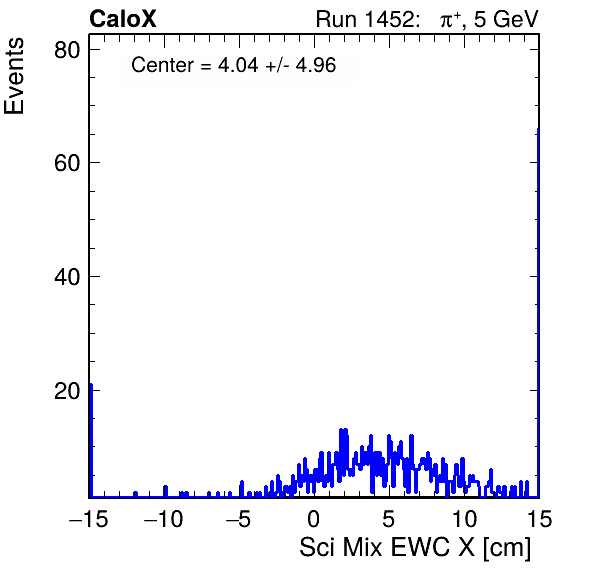 CaloX Run 1452: π⁺, 5 GeV
Center = 4.04 +/- 4.96
Events
80
60
40
20
−15 −10 −5 0 5 10 15
Sci Mix EWC X [cm]